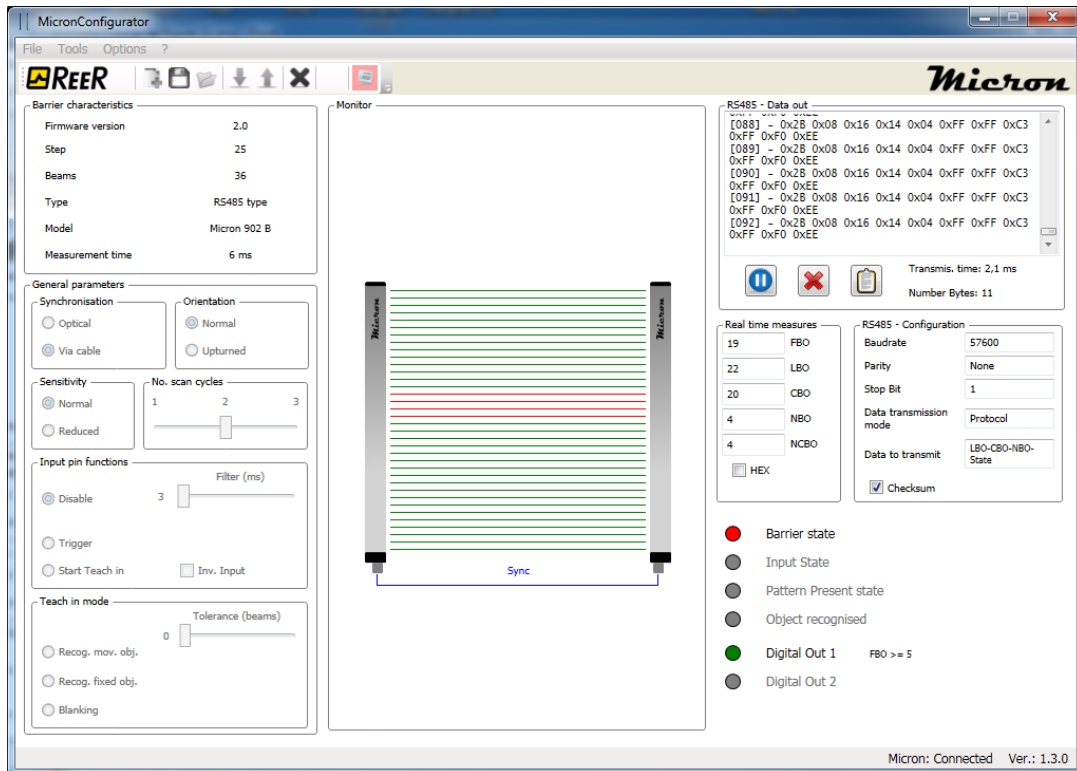 MicronConfigurator
File Tools Options ?
REER
Micron
Barrier characteristics
Firmware version 2.0
Step 25
Beams 36
Type RS485 type
Model Micron 902 B
Measurement time 6 ms
General parameters
Synchronisation
Optical
Via cable
Orientation
Normal
Upturned
Sensitivity
Normal
Reduced
No. scan cycles
1 2 3
Input pin functions
Filter (ms)
Disable 3
Trigger
Start Teach in Inv. Input
Teach in mode
Tolerance (beams)
0
Recog. mov. obj.
Recog. fixed obj.
Blanking
Monitor
Micron Micron
Sync
RS485 - Data out
0xFF 0xF0 0xEE
[088] - 0x2B 0x08 0x16 0x14 0x04 0xFF 0xFF 0xC3
0xFF 0xF0 0xEE
[089] - 0x2B 0x08 0x16 0x14 0x04 0xFF 0xFF 0xC3
0xFF 0xF0 0xEE
[090] - 0x2B 0x08 0x16 0x14 0x04 0xFF 0xFF 0xC3
0xFF 0xF0 0xEE
[091] - 0x2B 0x08 0x16 0x14 0x04 0xFF 0xFF 0xC3
0xFF 0xF0 0xEE
[092] - 0x2B 0x08 0x16 0x14 0x04 0xFF 0xFF 0xC3
0xFF 0xF0 0xEE
Transmis. time: 2,1 ms
Number Bytes: 11
Real time measures
19 FBO
22 LBO
20 CBO
4 NBO
4 NCBO
HEX
RS485 - Configuration
Baudrate 57600
Parity None
Stop Bit 1
Data transmission
mode Protocol
Data to transmit LBO-CBO-NBO-
State
Checksum
Barrier state
Input State
Pattern Present state
Object recognised
Digital Out 1 FBO >= 5
Digital Out 2
Micron: Connected Ver.: 1.3.0